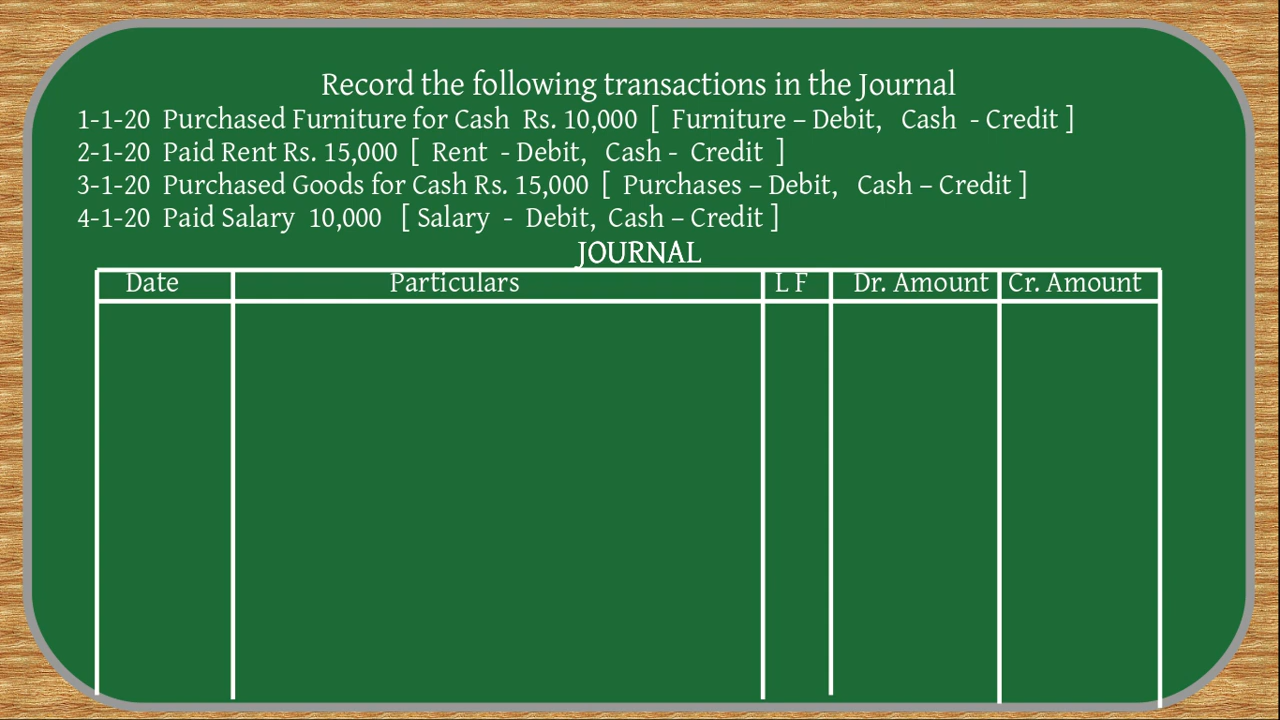 Record the following transactions in the Journal
1-1-20 Purchased Furniture for Cash Rs. 10,000 [ Furniture – Debit, Cash - Credit ]
2-1-20 Paid Rent Rs. 15,000 [ Rent - Debit, Cash - Credit ]
3-1-20 Purchased Goods for Cash Rs. 15,000 [ Purchases – Debit, Cash – Credit ]
4-1-20 Paid Salary 10,000 [ Salary - Debit, Cash – Credit ]
JOURNAL
Date Particulars L F Dr. Amount Cr. Amount